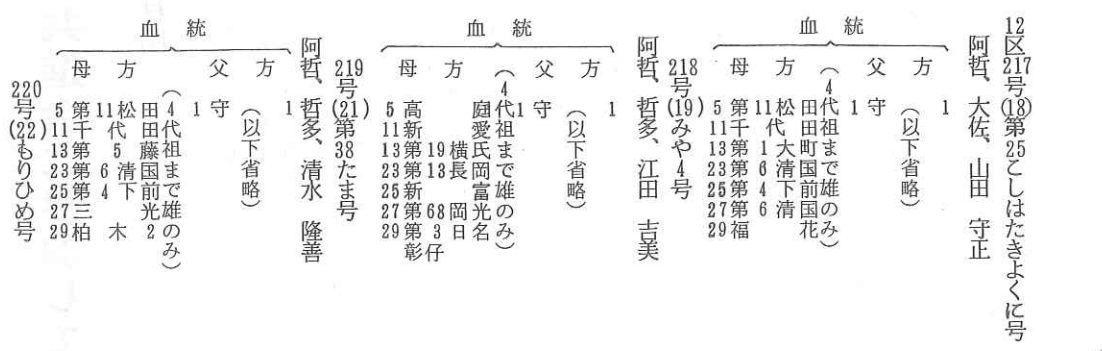 12区217号(18)第25こしはたきよくに号
阿哲、大佐、山田 守正
血統
父方
1
(以下省略)
1守
母方
(4代祖まで雄のみ)
5第11松田
11千代田
13第1大町
23第6清国
25第4下前
27第6清国
29福花
218号(19)みや4号
阿哲、哲多、江田 吉美
血統
父方
1
(以下省略)
1守
母方
(4代祖まで雄のみ)
5高庭
11新愛
13第19横氏
23第13長岡
25新富
27第68岡光
29第3日名
彰仔
219号(21)第38たま号
阿哲、哲多、清水 隆善
血統
父方
1
(以下省略)
1守
母方
(4代祖まで雄のみ)
5第11松田
11千代田
13第5藤
23第6清国
25第4下前
27三光
29柏木2
220号(22)もりひめ号